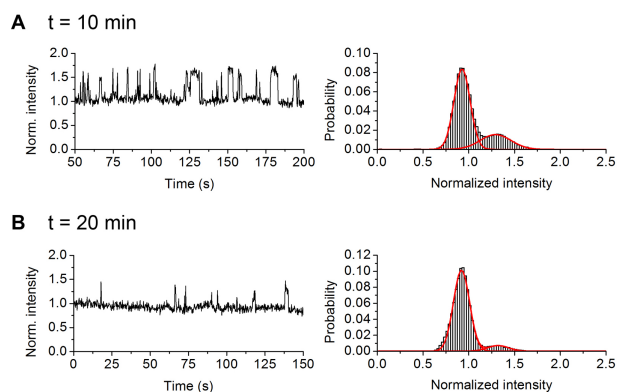 A t = 10 min
Norm. intensity
2.0
1.5
1.0
0.5
0.0
50 75 100 125 150 175 200
Time (s)
Probability
0.10
0.08
0.06
0.04
0.02
0.00
0.0 0.5 1.0 1.5 2.0 2.5
Normalized intensity
B t = 20 min
Norm. intensity
2.0
1.5
1.0
0.5
0.0
0 25 50 75 100 125 150
Time (s)
Probability
0.12
0.10
0.08
0.06
0.04
0.02
0.00
0.0 0.5 1.0 1.5 2.0 2.5
Normalized intensity